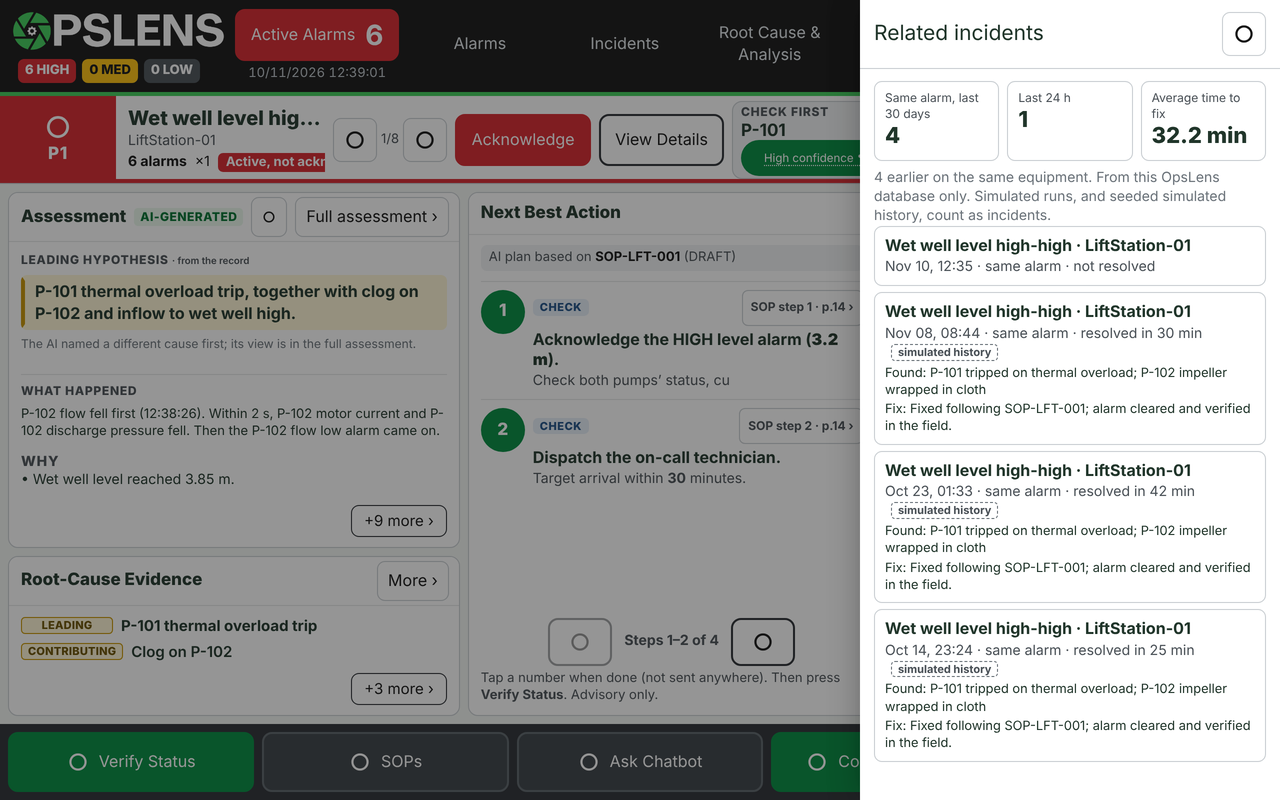 OPSLENS
Active Alarms 6
6 HIGH
0 MED
0 LOW
10/11/2026 12:39:01
Alarms
Incidents
Root Cause &
Analysis
P1
Wet well level hig...
LiftStation-01
6 alarms ×1 Active, not ackn
1/8
Acknowledge
View Details
CHECK FIRST
P-101
High confidence
Assessment
AI-GENERATED
Full assessment ›
LEADING HYPOTHESIS · from the record
P-101 thermal overload trip, together with clog on
P-102 and inflow to wet well high.
The AI named a different cause first; its view is in the full assessment.
WHAT HAPPENED
P-102 flow fell first (12:38:26). Within 2 s, P-102 motor current and P-
102 discharge pressure fell. Then the P-102 flow low alarm came on.
WHY
• Wet well level reached 3.85 m.
+9 more ›
Root-Cause Evidence
More ›
LEADING P-101 thermal overload trip
CONTRIBUTING Clog on P-102
+3 more ›
Next Best Action
AI plan based on SOP-LFT-001 (DRAFT)
1
CHECK
SOP step 1 · p.14 ›
Acknowledge the HIGH level alarm (3.2
m).
Check both pumps’ status, cu
2
CHECK
SOP step 2 · p.14 ›
Dispatch the on-call technician.
Target arrival within 30 minutes.
Steps 1–2 of 4
Tap a number when done (not sent anywhere). Then press
Verify Status. Advisory only.
Verify Status
SOPs
Ask Chatbot
Co
Related incidents
Same alarm, last
30 days
4
Last 24 h
1
Average time to
fix
32.2 min
4 earlier on the same equipment. From this OpsLens
database only. Simulated runs, and seeded simulated
history, count as incidents.
Wet well level high-high · LiftStation-01
Nov 10, 12:35 · same alarm · not resolved
Wet well level high-high · LiftStation-01
Nov 08, 08:44 · same alarm · resolved in 30 min
simulated history
Found: P-101 tripped on thermal overload; P-102 impeller
wrapped in cloth
Fix: Fixed following SOP-LFT-001; alarm cleared and verified
in the field.
Wet well level high-high · LiftStation-01
Oct 23, 01:33 · same alarm · resolved in 42 min
simulated history
Found: P-101 tripped on thermal overload; P-102 impeller
wrapped in cloth
Fix: Fixed following SOP-LFT-001; alarm cleared and verified
in the field.
Wet well level high-high · LiftStation-01
Oct 14, 23:24 · same alarm · resolved in 25 min
simulated history
Found: P-101 tripped on thermal overload; P-102 impeller
wrapped in cloth
Fix: Fixed following SOP-LFT-001; alarm cleared and verified
in the field.